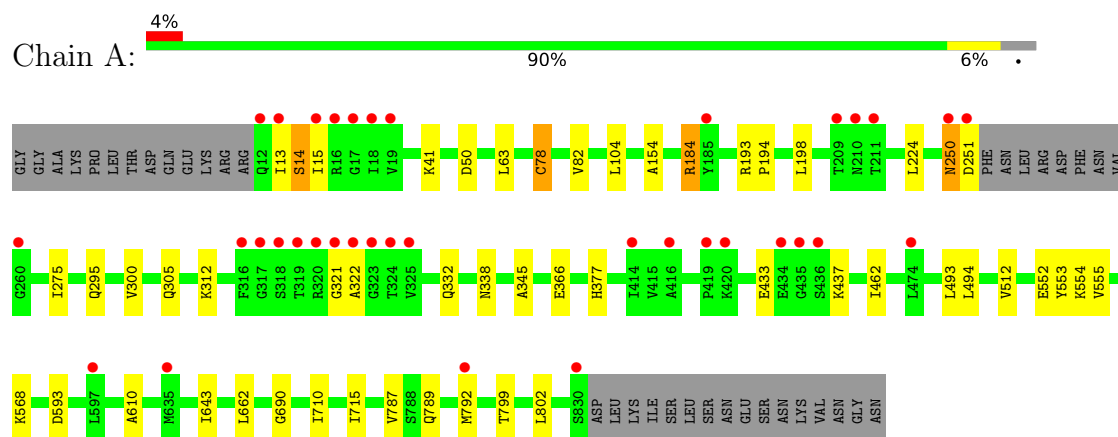 4%
Chain A:
90% 6% •
GLY GLY ALA LYS PRO LEU THR ASP GLN GLU LYS ARG ARG Q12 I13 S14 I15 R16 G17 I18 V19 K41 D50 L63 C78 V82 L104 A154 R184 Y185 R193 P194 L198 T209 N210 T211 L224 N250 D251 PHE ASN LEU ARG ASP PHE ASN VAL
G260 I275 Q295 V300 Q305 K312 F316 G317 S318 T319 R320 G321 A322 G323 T324 V325 Q332 N338 A345 E366 H377 I414 V415 A416 P419 K420 E433 E434 G435 S436 K437 I462 L474 L493 L494 V512 E552 Y553 K554 V555
K568 D593 L597 A610 M635 I643 L662 G690 I710 I715 V787 S788 Q789 M792 T799 L802 S830 ASP LEU LYS ILE SER LEU SER ASN GLU SER ASN LYS VAL ASN GLY ASN